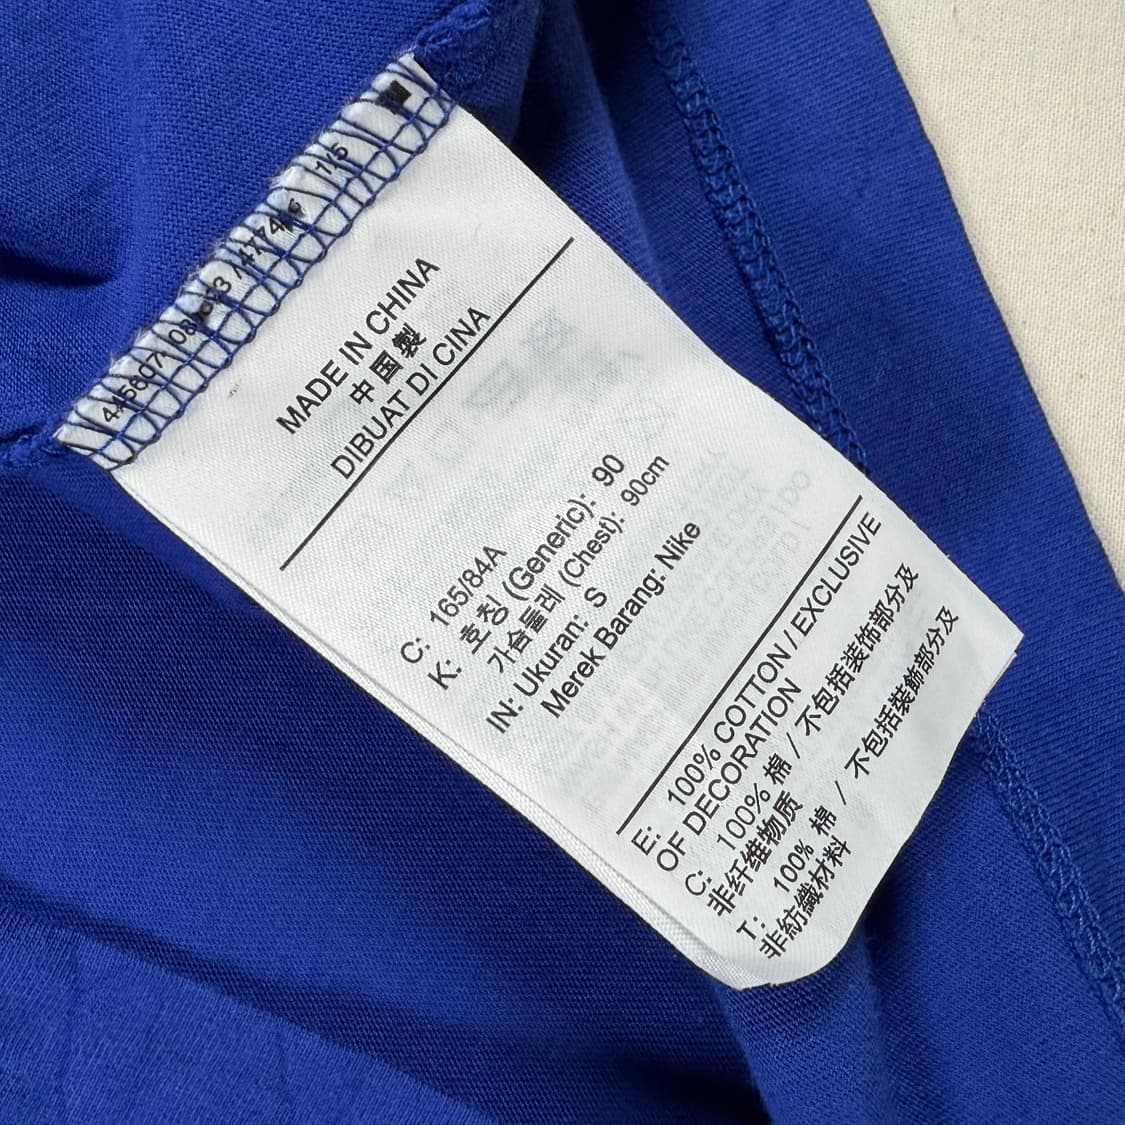 1/5
MADE IN CHINA
中国製
DIBUAT DI CINA
C: 165/84A
K: 호칭 (Generic): 90
가슴둘레 (Chest): 90cm
IN: Ukuran: S
Merek Barang: Nike
E: 100% COTTON / EXCLUSIVE
OF DECORATION
C: 100% 棉 / 不包括装饰部分及
非纤维物质
T: 100% 棉 / 不包括裝飾部分及
非紡織材料